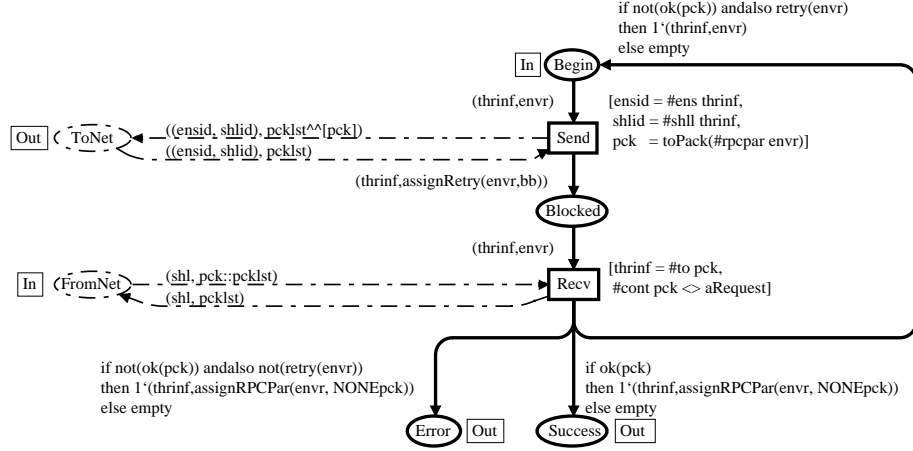 if not(ok(pck)) andalso retry(envr)
then 1‘(thrinf,envr)
else empty
In
Begin
(thrinf,envr)
[ensid = #ens thrinf,
shlid = #shll thrinf,
pck = toPack(#rpcpar envr)]
Out
ToNet
((ensid, shlid), pcklst^^[pck])
((ensid, shlid), pcklst)
Send
(thrinf,assignRetry(envr,bb))
Blocked
(thrinf,envr)
In
FromNet
(shl, pck::pcklst)
(shl, pcklst)
Recv
[thrinf = #to pck,
#cont pck <> aRequest]
if not(ok(pck)) andalso not(retry(envr))
then 1‘(thrinf,assignRPCPar(envr, NONEpck))
else empty
if ok(pck)
then 1‘(thrinf,assignRPCPar(envr, NONEpck))
else empty
Error
Out
Success
Out